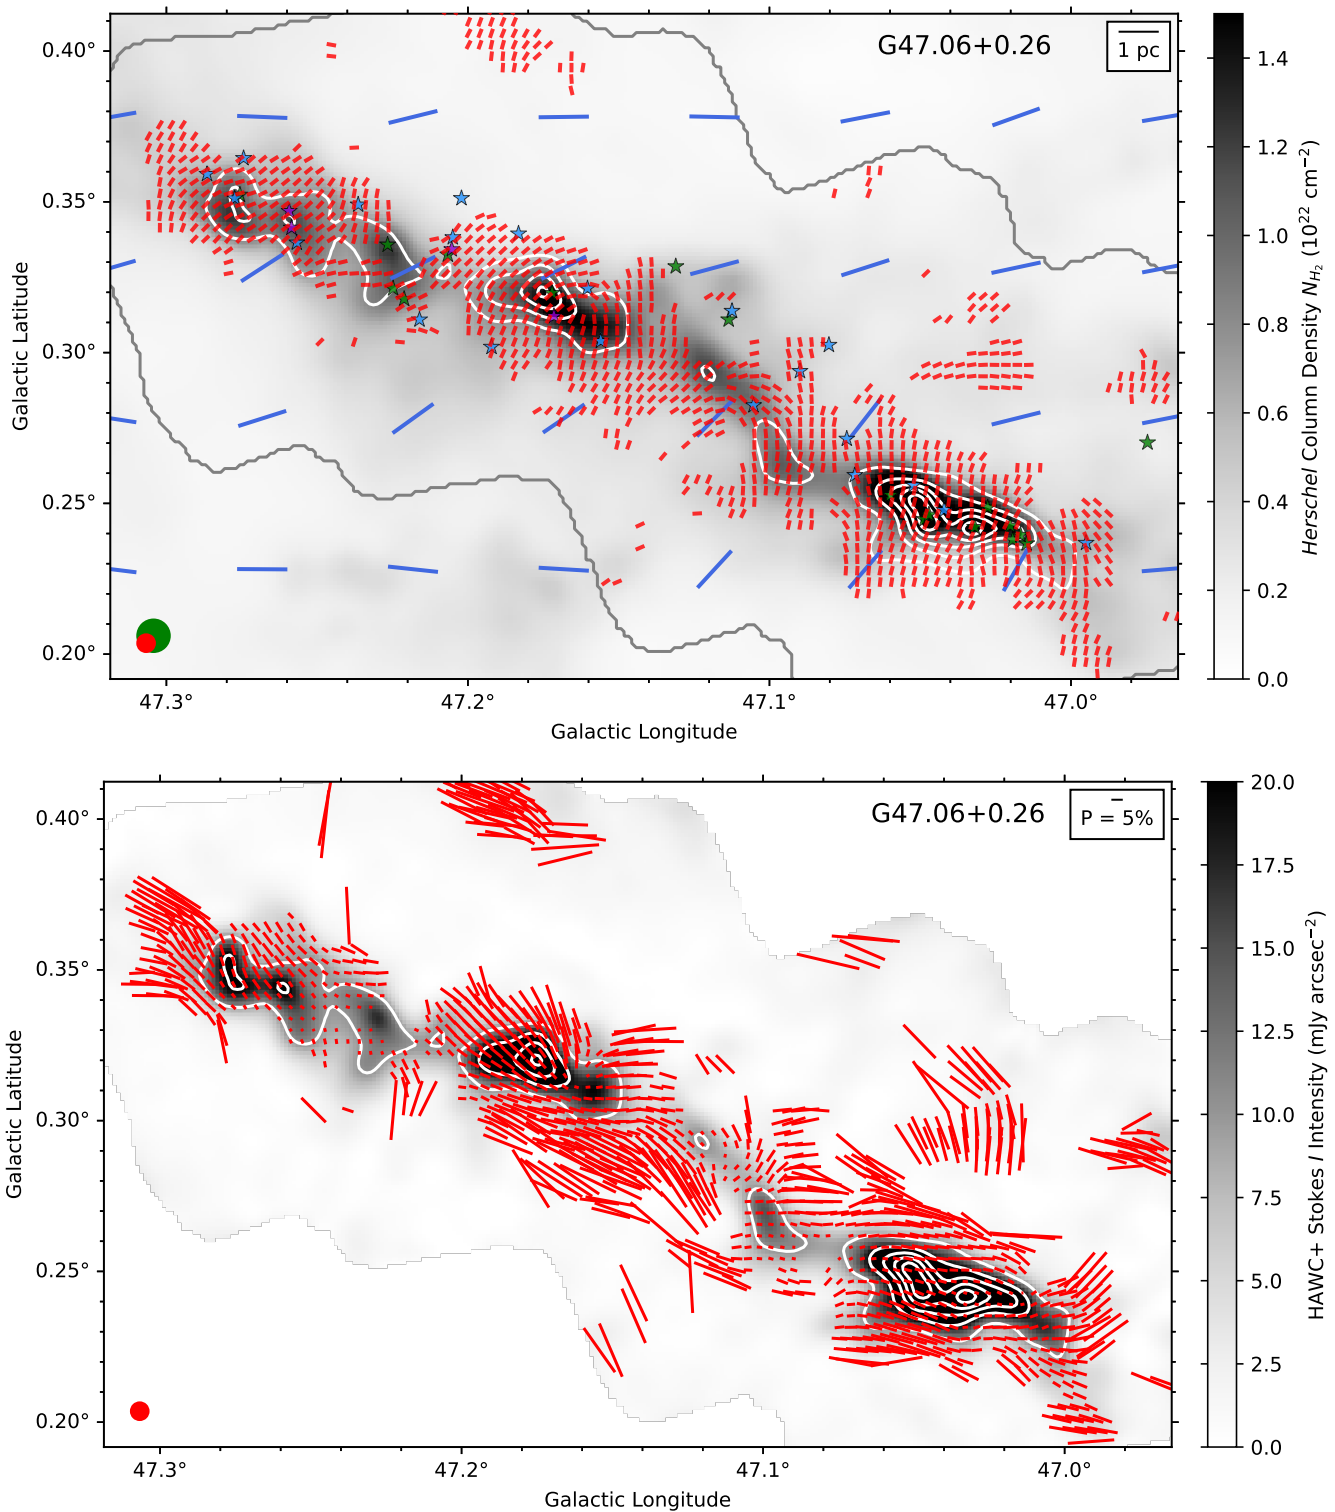 G47.06+0.26
1 pc
0.40°
0.35°
0.30°
0.25°
0.20°
Galactic Latitude
47.3° 47.2° 47.1° 47.0°
Galactic Longitude
1.4
1.2
1.0
0.8
0.6
0.4
0.2
0.0
Herschel Column Density N_{H_2} (10^{22} cm^{−2})
G47.06+0.26
P = 5%
0.40°
0.35°
0.30°
0.25°
0.20°
Galactic Latitude
47.3° 47.2° 47.1° 47.0°
Galactic Longitude
20.0
17.5
15.0
12.5
10.0
7.5
5.0
2.5
0.0
HAWC+ Stokes I Intensity (mJy arcsec^{−2})